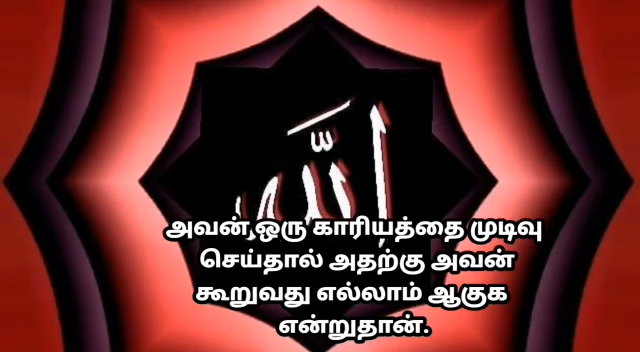 الله
அவன் ஒரு காரியத்தை முடிவு
செய்தால் அதற்கு அவன்
கூறுவது எல்லாம் ஆகுக
என்றுதான்.